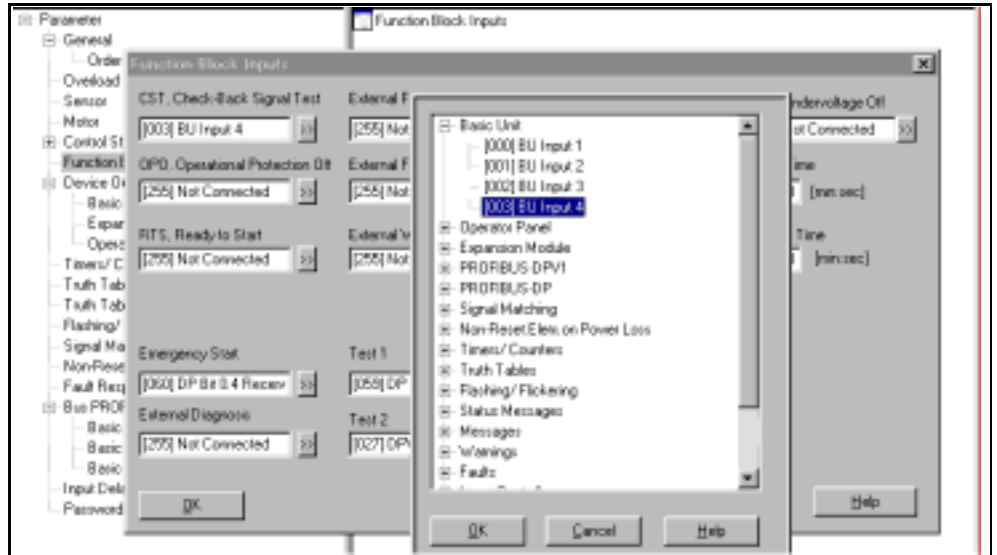 Parameter
General
Order
Overload
Sensor
Motor
Control St
Function B
Device O
Basic
Expan
Opera
Timers/ C
Truth Tab
Truth Tab
Flashing/
Signal Ma
Non-Rese
Fault Resp
Bus PROF
Basic
Basic
Basic
Input Dela
Password
Function Block Inputs
Function Block Inputs
CST, Check-Back Signal Test
[003] BU Input 4
>>
OPO, Operational Protection Off
[255] Not Connected
>>
RTS, Ready to Start
[255] Not Connected
>>
Emergency Start
[060] DP Bit 0.4 Receiv
>>
External Diagnosis
[255] Not Connected
>>
OK
External F
[255] Not
External F
[255] Not
External W
[255] Not
Test 1
[059] DP
Test 2
[027] DPV
Basic Unit
[000] BU Input 1
[001] BU Input 2
[002] BU Input 3
[003] BU Input 4
Operator Panel
Expansion Module
PROFIBUS-DPV1
PROFIBUS-DP
Signal Matching
Non-Reset.Elem.on Power Loss
Timers/ Counters
Truth Tables
Flashing/ Flickering
Status Messages
Messages
Warnings
Faults
OK
Cancel
Help
ndervoltage Off
ot Connected
>>
ime
[min:sec]
Time
[min:sec]
Help